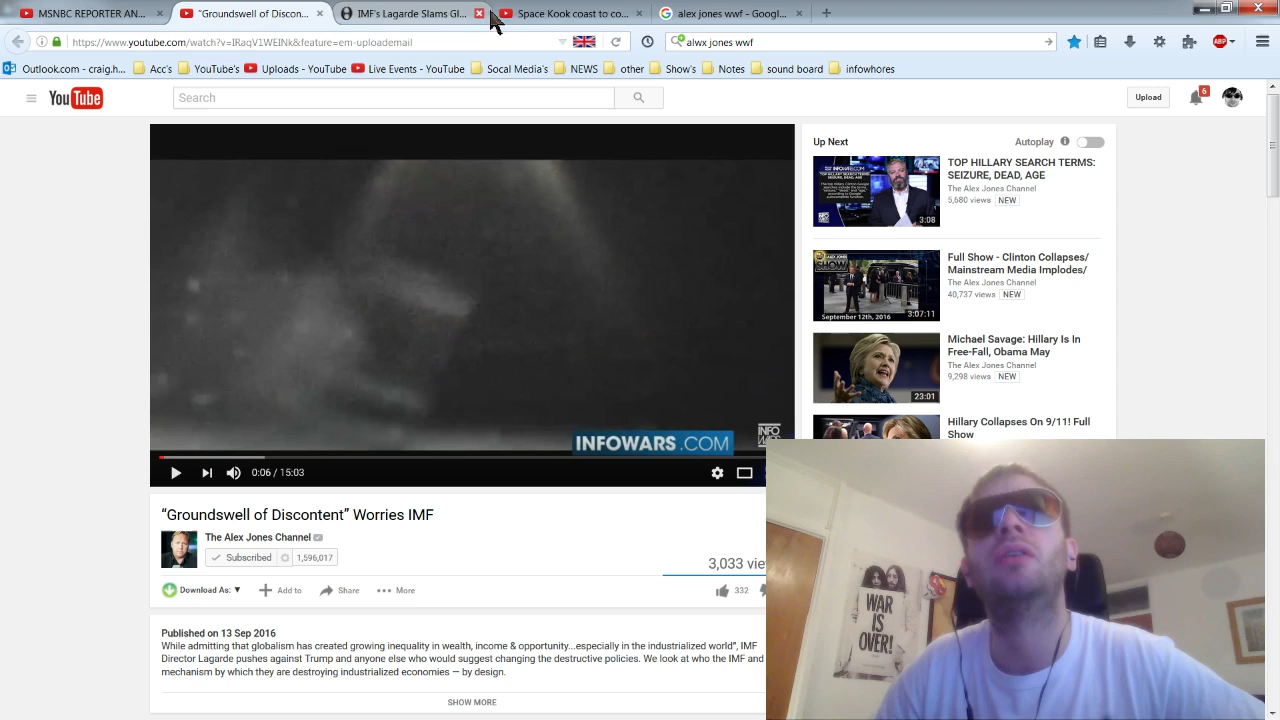 MSNBC REPORTER AN...
“Groundswell of Discon...
IMF's Lagarde Slams Gl...
Space Kook coast to co...
alex jones wwf - Googl...
https://www.youtube.com/watch?v=IRaqV1WEINk&feature=em-uploademail
alwx jones wwf
ABP
Outlook.com - craig.h...
Acc's
YouTube's
Uploads - YouTube
Live Events - YouTube
Socal Media's
NEWS
other
Show's
Notes
sound board
infowhores
YouTube
Search
Upload
6
Up Next
Autoplay
TOP HILLARY SEARCH TERMS:
SEIZURE, DEAD, AGE
The Alex Jones Channel
5,680 views NEW
3:08
Full Show - Clinton Collapses/
Mainstream Media Implodes/
The Alex Jones Channel
40,737 views NEW
September 12th, 2016
3:07:11
Michael Savage: Hillary Is In
Free-Fall, Obama May
The Alex Jones Channel
9,298 views NEW
23:01
Hillary Collapses On 9/11! Full
Show
INFOWARS.COM
INFO
0:06 / 15:03
“Groundswell of Discontent” Worries IMF
The Alex Jones Channel
Subscribed
1,596,017
3,033 vie
Download As:
Add to
Share
More
332
Published on 13 Sep 2016
While admitting that globalism has created growing inequality in wealth, income & opportunity...especially in the industrialized world”, IMF
Director Lagarde pushes against Trump and anyone else who would suggest changing the destructive policies. We look at who the IMF and
mechanism by which they are destroying industrialized economies — by design.
SHOW MORE
WAR
IS
OVER!